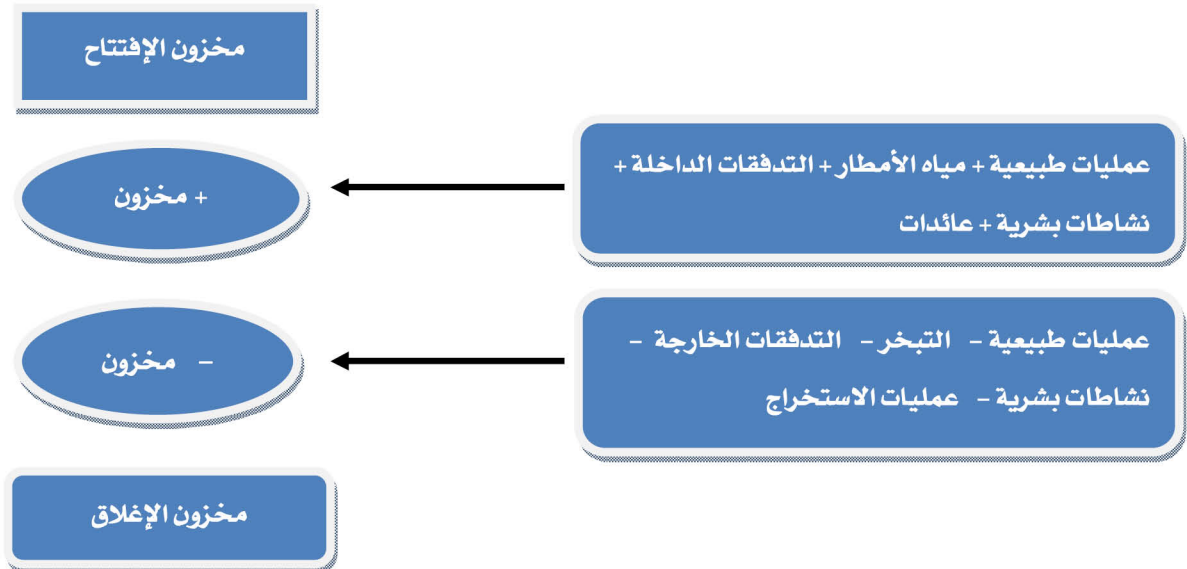 مخزون الإفتتاح
عمليات طبيعية + مياه الأمطار + التدفقات الداخلة +
نشاطات بشرية + عائدات
+ مخزون
عمليات طبيعية – التبخر – التدفقات الخارجة –
نشاطات بشرية – عمليات الاستخراج
– مخزون
مخزون الإغلاق